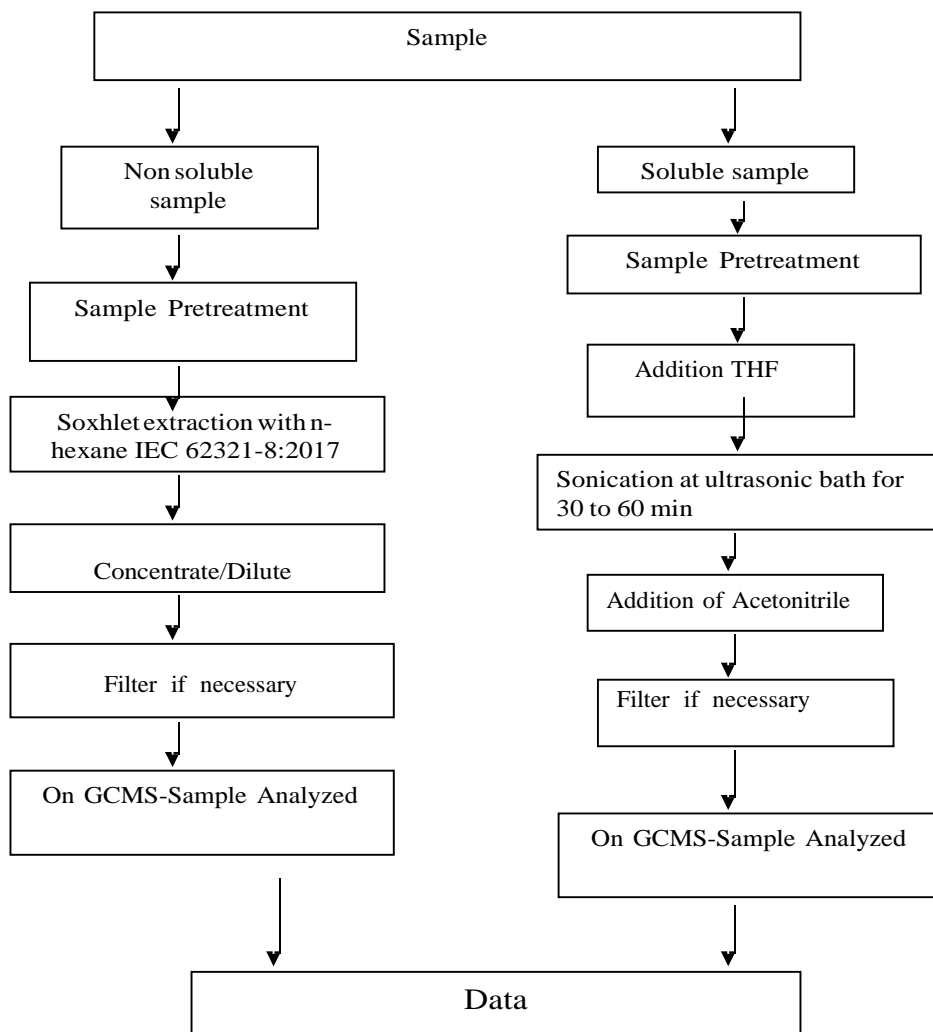 Sample
Non soluble
sample
Sample Pretreatment
Soxhlet extraction with n-
hexane IEC 62321-8:2017
Concentrate/Dilute
Filter if necessary
On GCMS-Sample Analyzed
Soluble sample
Sample Pretreatment
Addition THF
Sonication at ultrasonic bath for
30 to 60 min
Addition of Acetonitrile
Filter if necessary
On GCMS-Sample Analyzed
Data